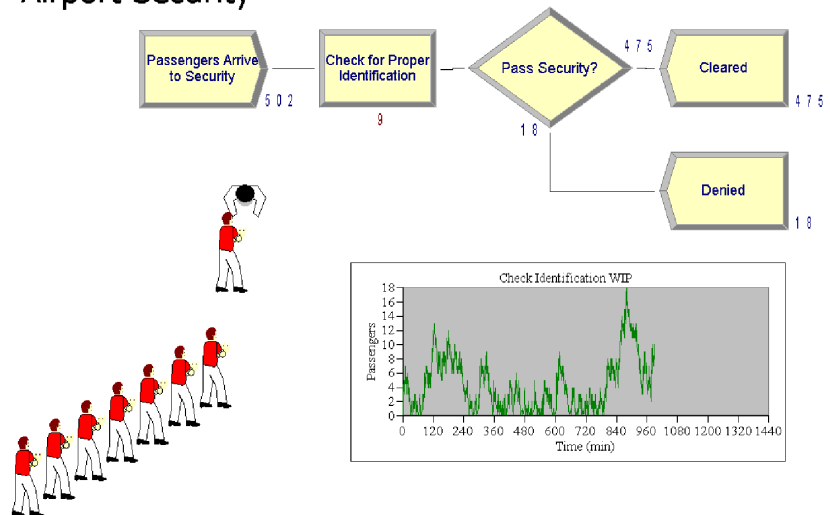 Airport Security
Passengers Arrive
to Security
502
Check for Proper
Identification
9
Pass Security?
475
18
Cleared
475
Denied
18
Check Identification WIP
Passengers
18
16
14
12
10
8
6
4
2
0
0 120 240 360 480 600 720 840 960 1080 1200 1320 1440
Time (min)